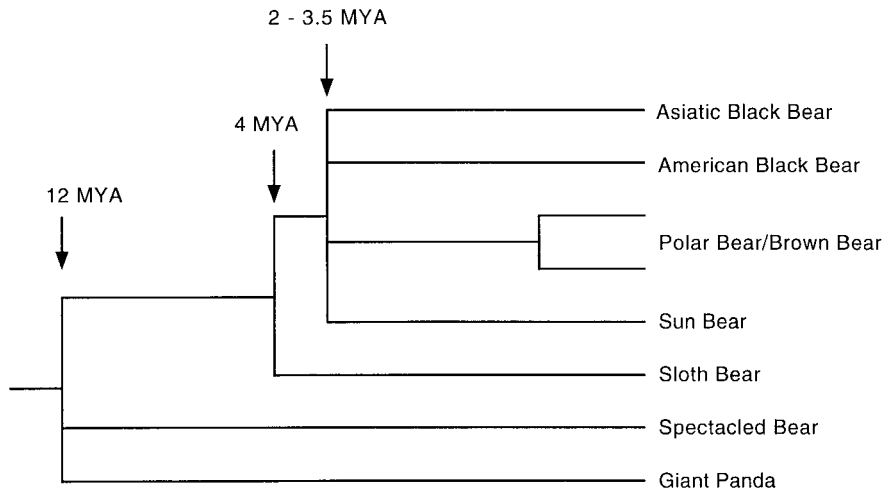 2 - 3.5 MYA
4 MYA
12 MYA
Asiatic Black Bear
American Black Bear
Polar Bear/Brown Bear
Sun Bear
Sloth Bear
Spectacled Bear
Giant Panda